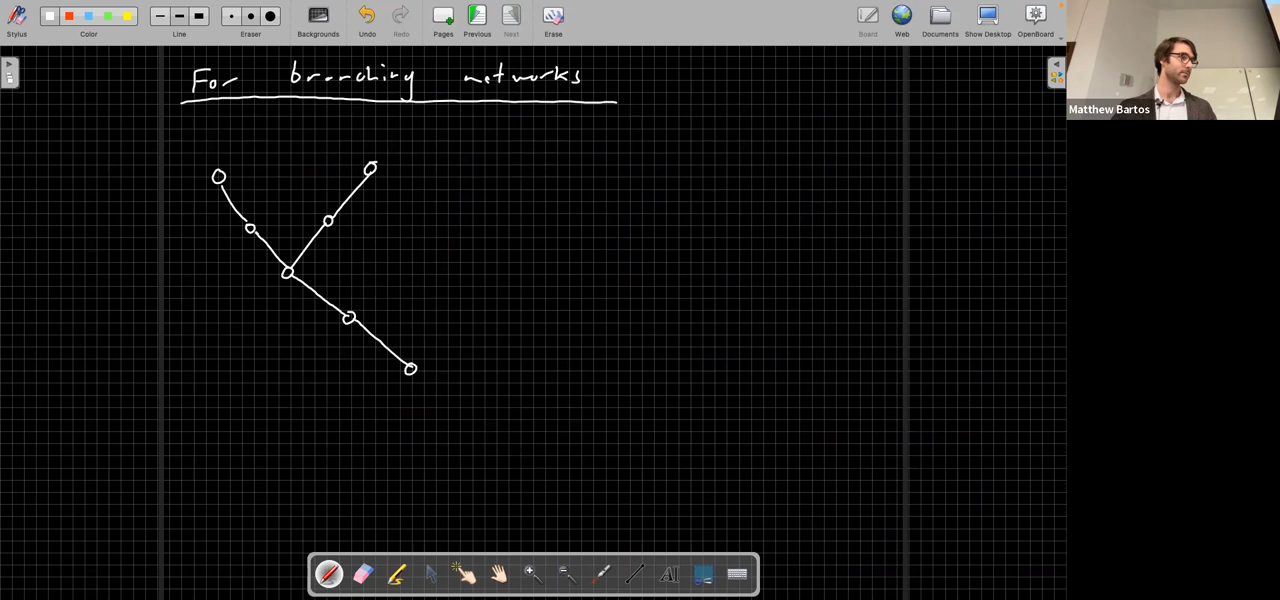 Stylus Color Line Eraser Backgrounds Undo Redo Pages Previous Next Erase Board Web Documents Show Desktop OpenBoard
Matthew Bartos
For branching networks
AI